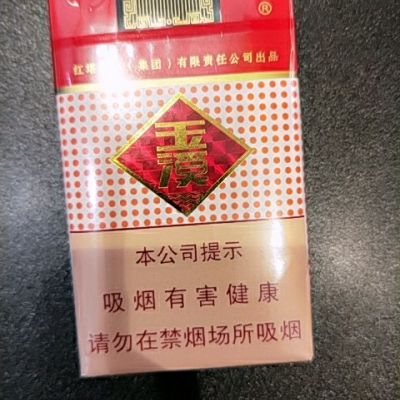 ®
红塔（集团）有限责任公司出品
玉溪
本公司提示
吸烟有害健康
请勿在禁烟场所吸烟